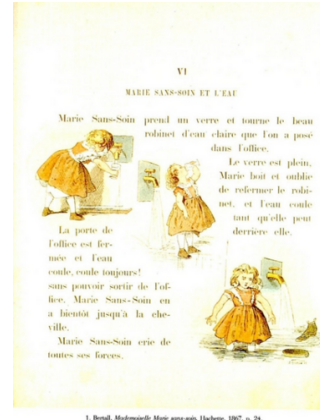 VI
MARIE SANS-SOIN ET L'EAU
Marie Sans-Soin prend un verre et tourne le beau
robinet d'eau claire que l'on a posé
dans l'office.
Le verre est plein,
Marie boit et oublie
de refermer le robi-
net, et l'eau coule
tant qu'elle peut
derrière elle.
La porte de
l'office est fer-
mée et l'eau
coule, coule toujours!
sans pouvoir sortir de l'of-
fice. Marie Sans-Soin en
a bientôt jusqu'à la che-
ville.
Marie Sans-Soin crie de
toutes ses forces.
1. Bertall, Mademoiselle Marie sans-soin, Hachette, 1867, p. 24.